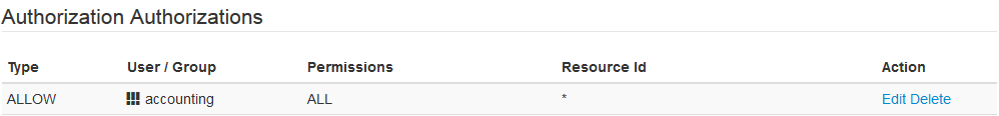 Authorization Authorizations
Type User / Group Permissions Resource Id Action
ALLOW accounting ALL * Edit Delete